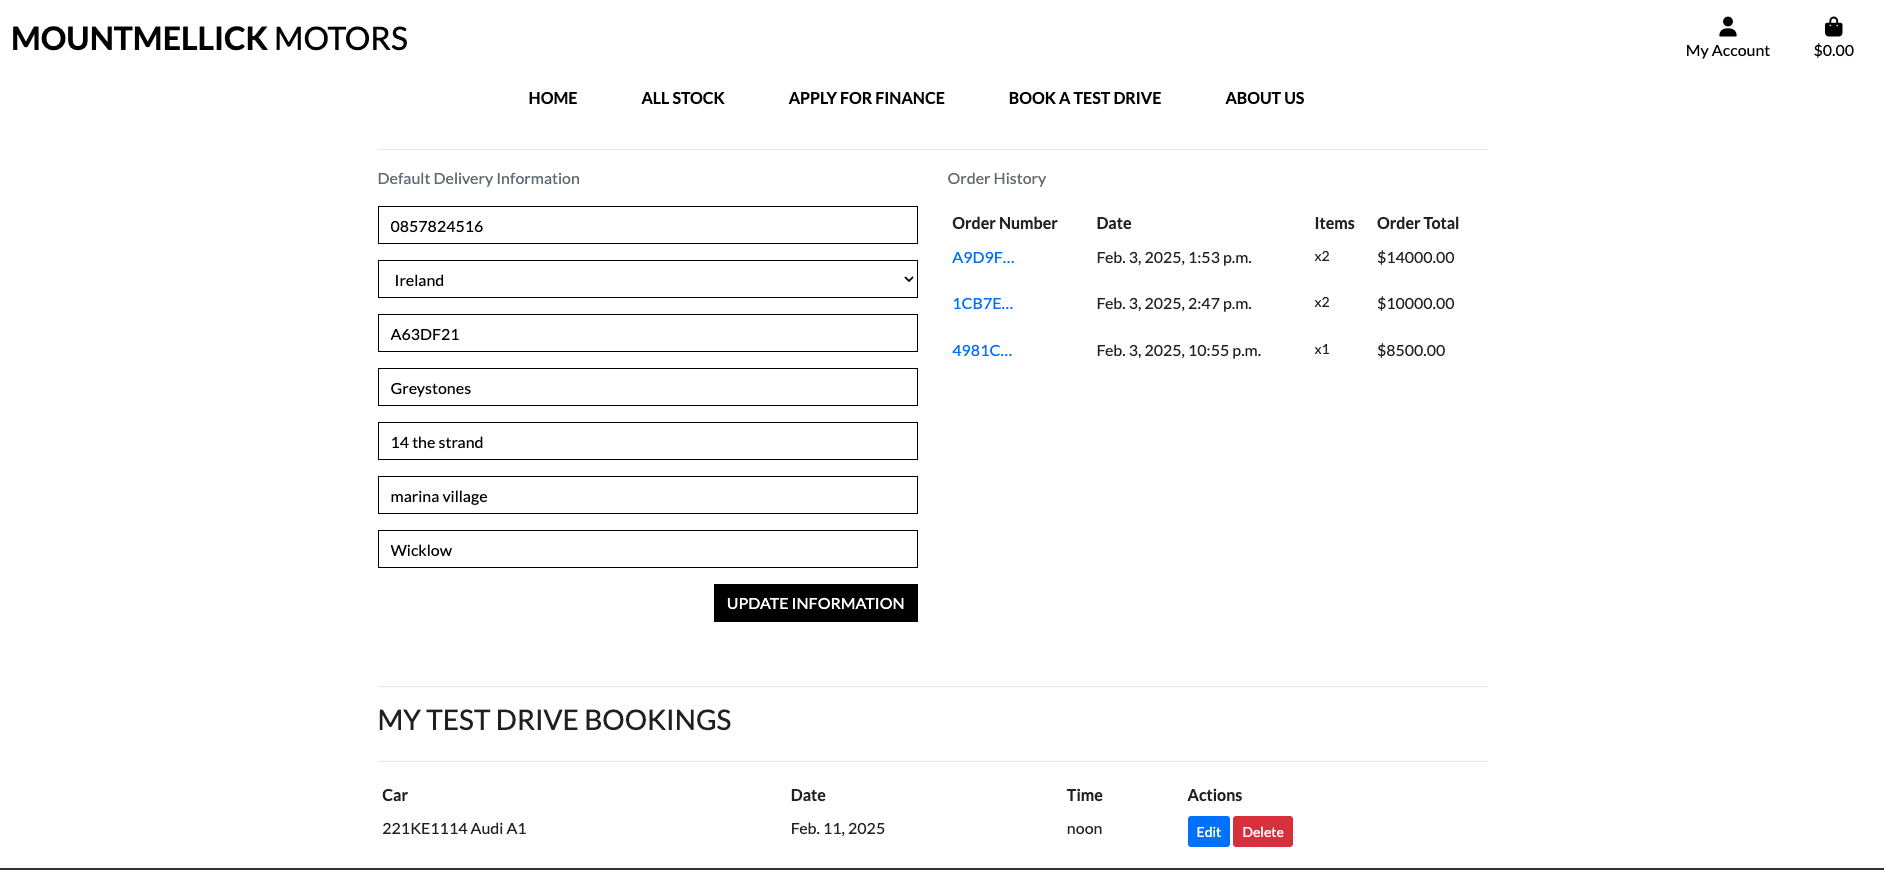 MOUNTMELLICK MOTORS
My Account
$0.00
HOME ALL STOCK APPLY FOR FINANCE BOOK A TEST DRIVE ABOUT US
Default Delivery Information
0857824516
Ireland
A63DF21
Greystones
14 the strand
marina village
Wicklow
UPDATE INFORMATION
Order History
Order Number Date Items Order Total
A9D9F... Feb. 3, 2025, 1:53 p.m. x2 $14000.00
1CB7E... Feb. 3, 2025, 2:47 p.m. x2 $10000.00
4981C... Feb. 3, 2025, 10:55 p.m. x1 $8500.00
MY TEST DRIVE BOOKINGS
Car Date Time Actions
221KE1114 Audi A1 Feb. 11, 2025 noon Edit Delete